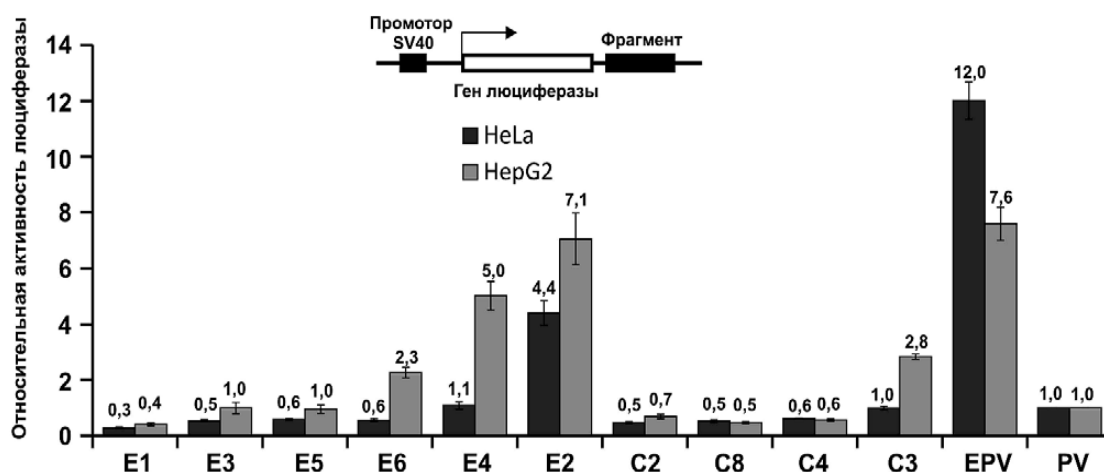 Относительная активность люциферазы
14
12
10
8
6
4
2
0
Промотор
SV40
Фрагмент
Ген люциферазы
HeLa
HepG2
0,3 0,4
0,5 1,0
0,6 1,0
0,6 2,3
1,1 5,0
4,4 7,1
0,5 0,7
0,5 0,5
0,6 0,6
1,0 2,8
12,0 7,6
1,0 1,0
E1 E3 E5 E6 E4 E2 C2 C8 C4 C3 EPV PV